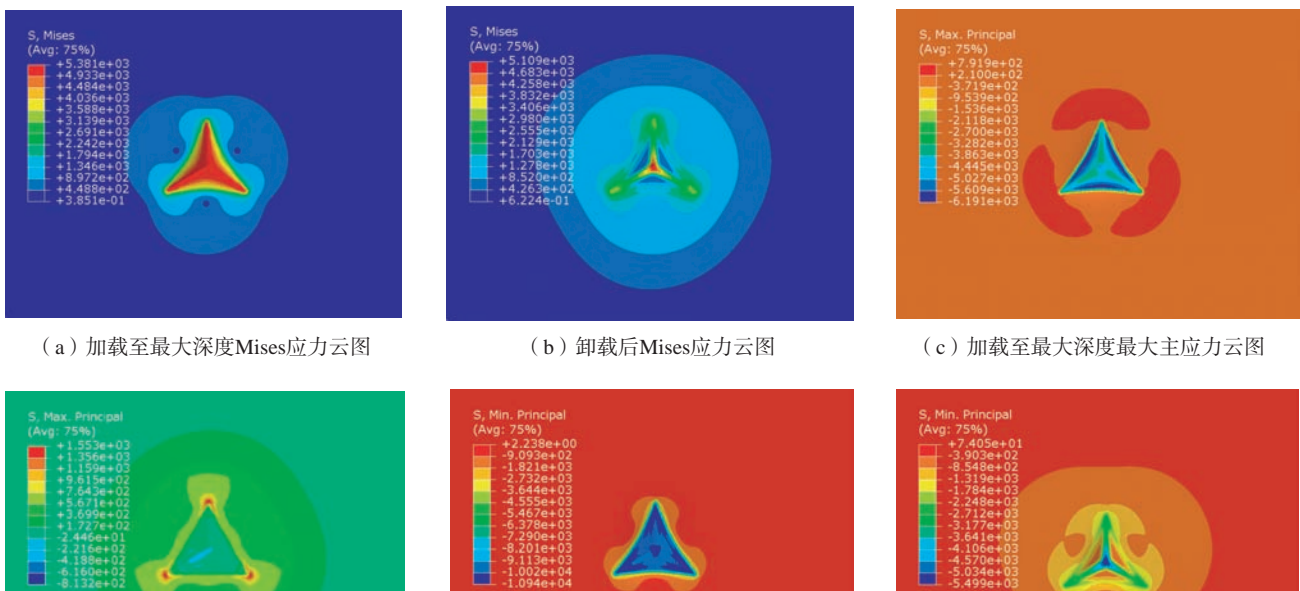 S, Mises
(Avg: 75%)
+5.381e+03
+4.933e+03
+4.484e+03
+4.036e+03
+3.588e+03
+3.139e+03
+2.691e+03
+2.242e+03
+1.794e+03
+1.346e+03
+8.972e+02
+4.488e+02
+3.851e-01
S, Mises
(Avg: 75%)
+5.109e+03
+4.683e+03
+4.258e+03
+3.832e+03
+3.406e+03
+2.980e+03
+2.555e+03
+2.129e+03
+1.703e+03
+1.278e+03
+8.520e+02
+4.263e+02
+6.224e-01
S, Max. Principal
(Avg: 75%)
+7.919e+02
+2.100e+02
-3.719e+02
-9.539e+02
-1.536e+03
-2.118e+03
-2.700e+03
-3.282e+03
-3.863e+03
-4.445e+03
-5.027e+03
-5.609e+03
-6.191e+03
（a）加载至最大深度Mises应力云图
（b）卸载后Mises应力云图
（c）加载至最大深度最大主应力云图
S, Max. Principal
(Avg: 75%)
+1.553e+03
+1.356e+03
+1.159e+03
+9.615e+02
+7.643e+02
+5.671e+02
+3.699e+02
+1.727e+02
-2.446e+01
-2.216e+02
-4.188e+02
-6.160e+02
-8.132e+02
S, Min. Principal
(Avg: 75%)
+2.238e+00
-9.093e+02
-1.821e+03
-2.732e+03
-3.644e+03
-4.555e+03
-5.467e+03
-6.378e+03
-7.290e+03
-8.201e+03
-9.113e+03
-1.002e+04
-1.094e+04
S, Min. Principal
(Avg: 75%)
+7.405e+01
-3.903e+02
-8.548e+02
-1.319e+03
-1.784e+03
-2.248e+03
-2.712e+03
-3.177e+03
-3.641e+03
-4.106e+03
-4.570e+03
-5.034e+03
-5.499e+03